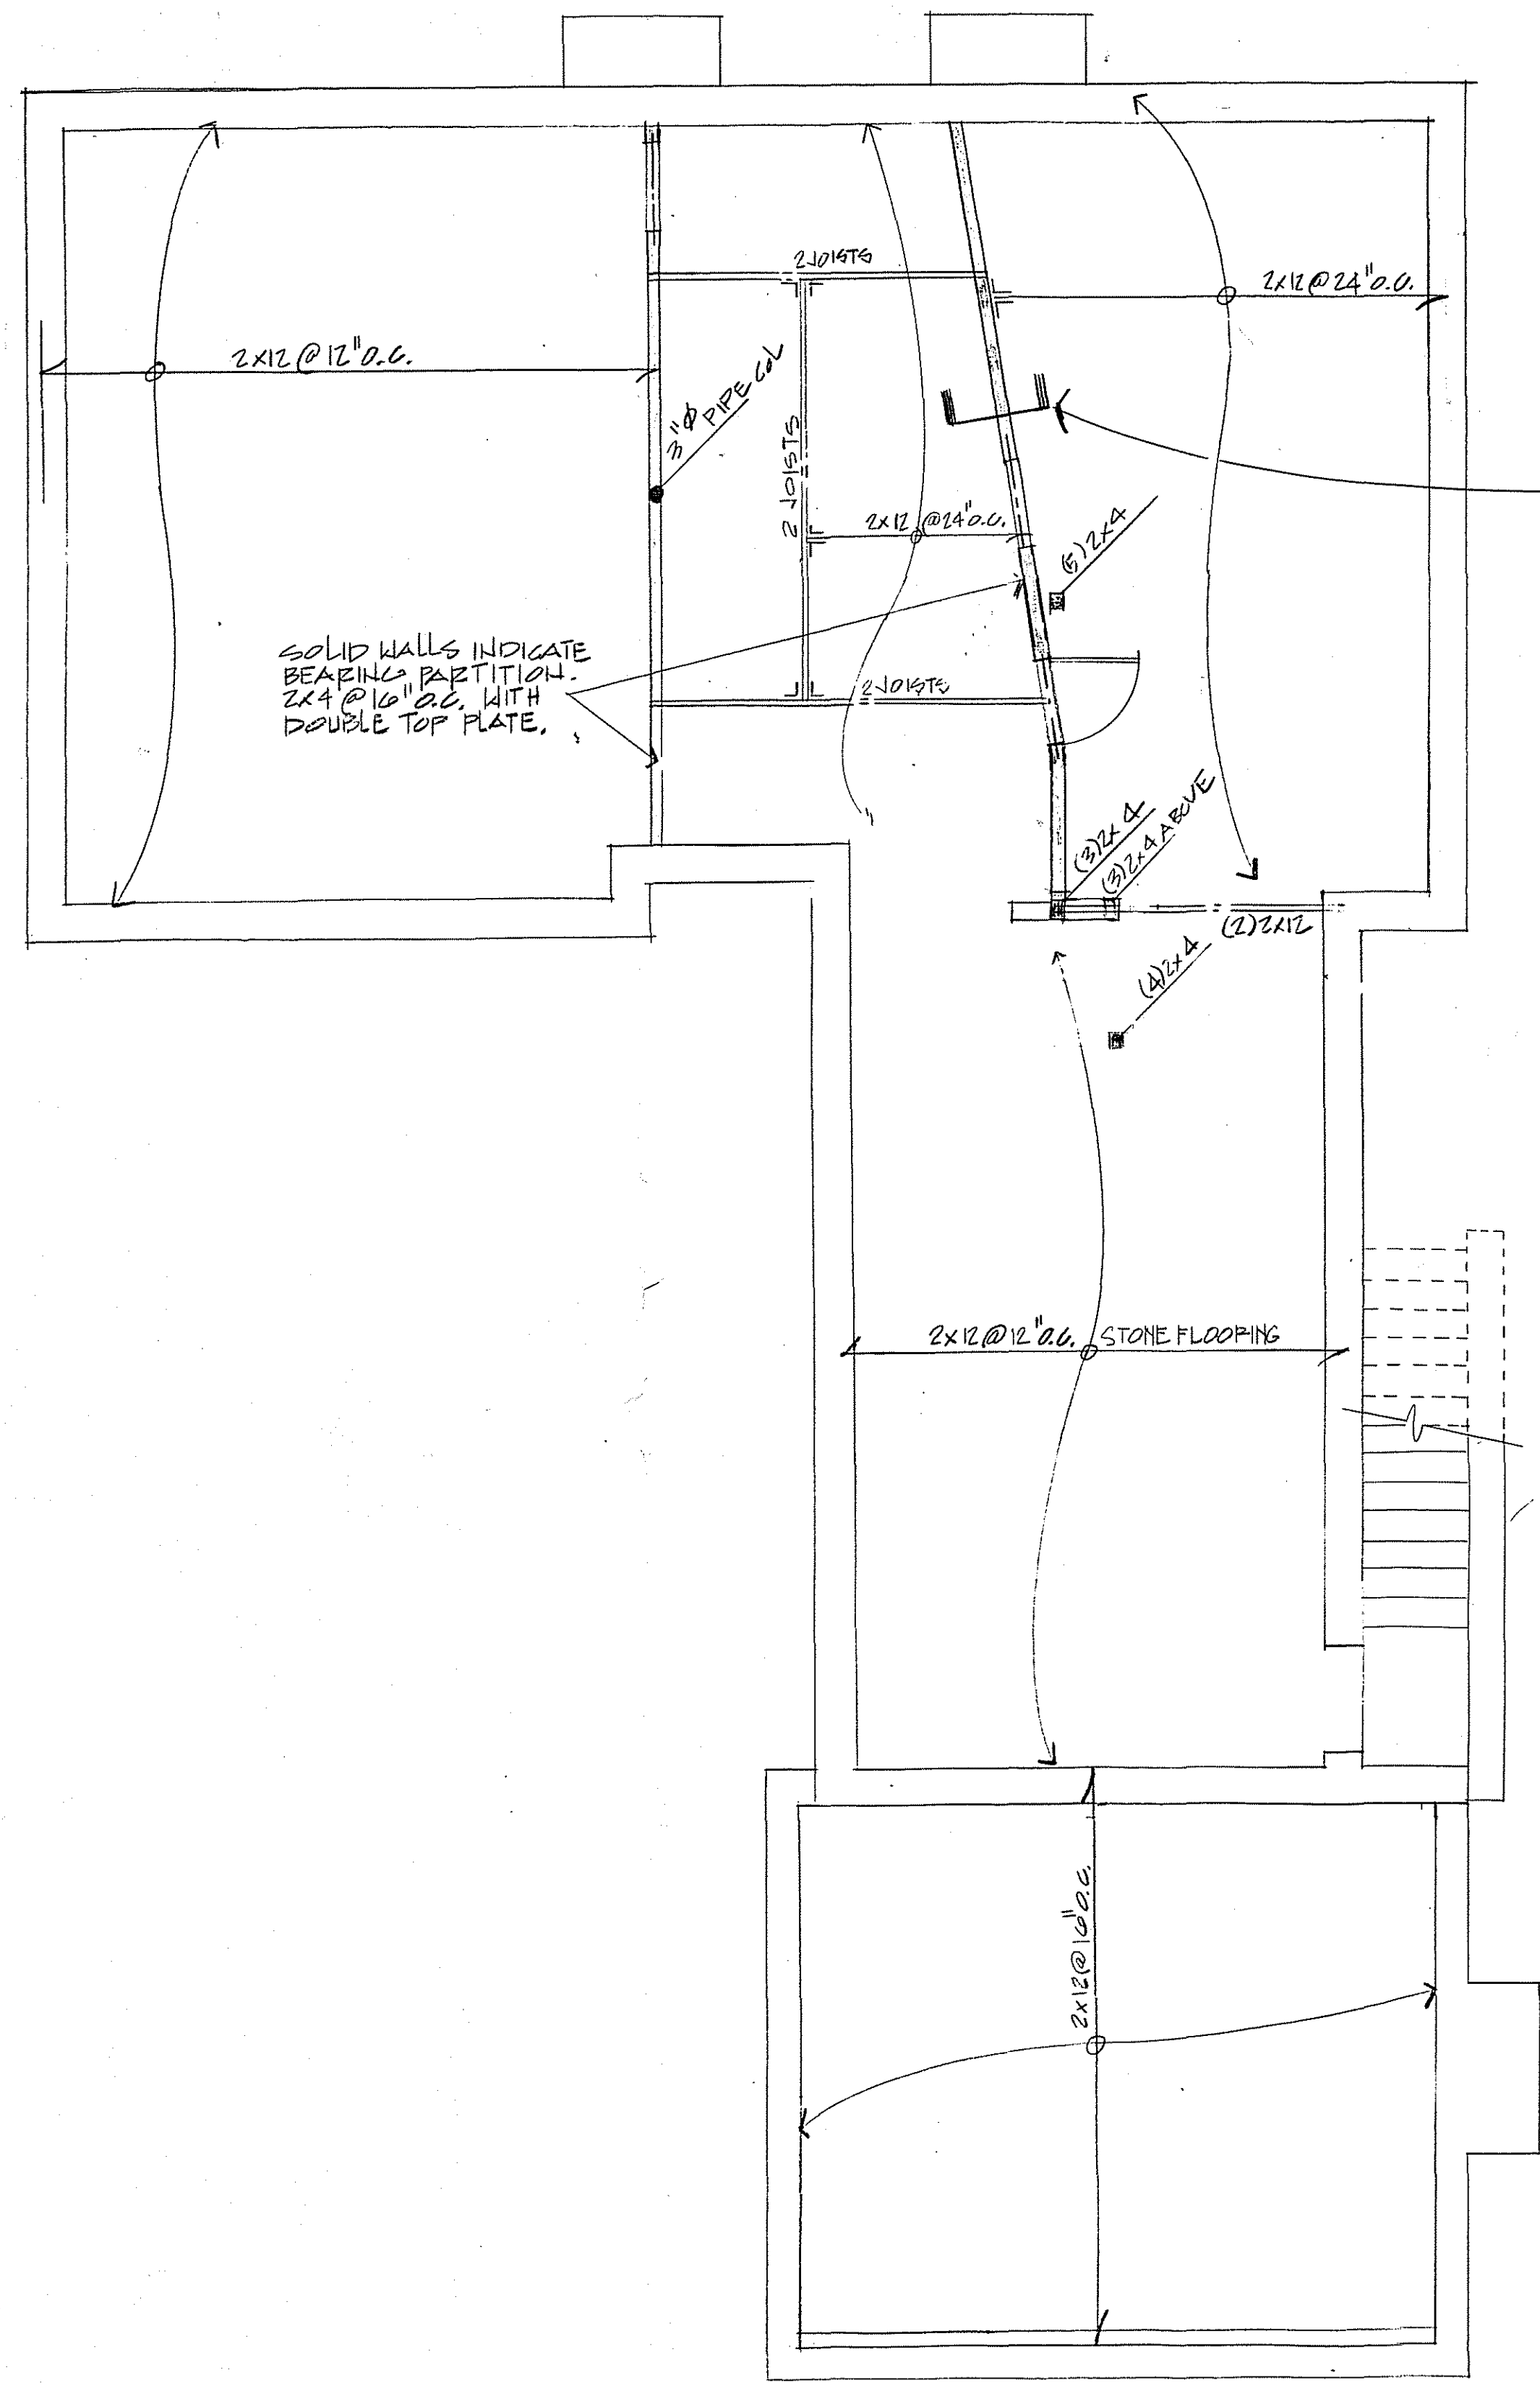 2 JOISTS
2X12@24"O.C.
2X12@12"O.C.
3"Ø PIPE COL
2 JOISTS
2X12 @24"O.C.
2X4
SOLID WALLS INDICATE
BEARING PARTITION.
2X4@16"O.C. WITH
DOUBLE TOP PLATE.
2 JOISTS
(3)2X4
(3)2X4 ABOVE
(2)2X12
(4)2X4
2X12@12"O.C. STONE FLOORING
2X12@16"O.C.